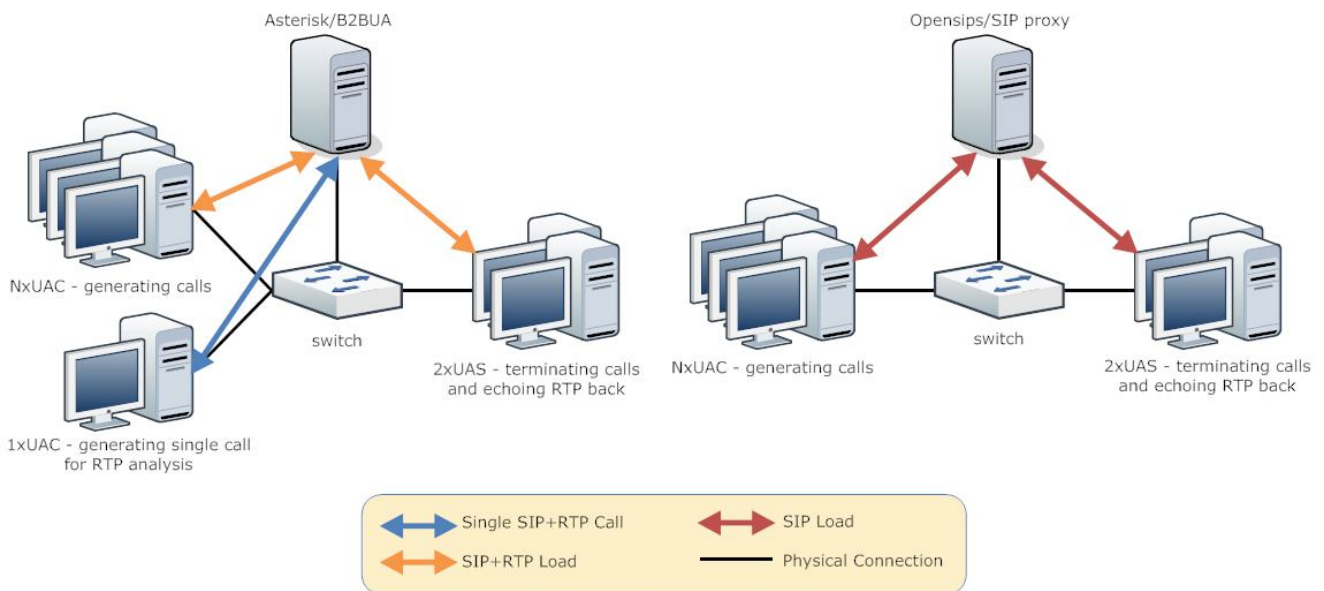 Asterisk/B2BUA
Opensips/SIP proxy
NxUAC - generating calls
switch
2xUAS - terminating calls
and echoing RTP back
1xUAC - generating single call
for RTP analysis
NxUAC - generating calls
switch
2xUAS - terminating calls
and echoing RTP back
Single SIP+RTP Call
SIP Load
SIP+RTP Load
Physical Connection